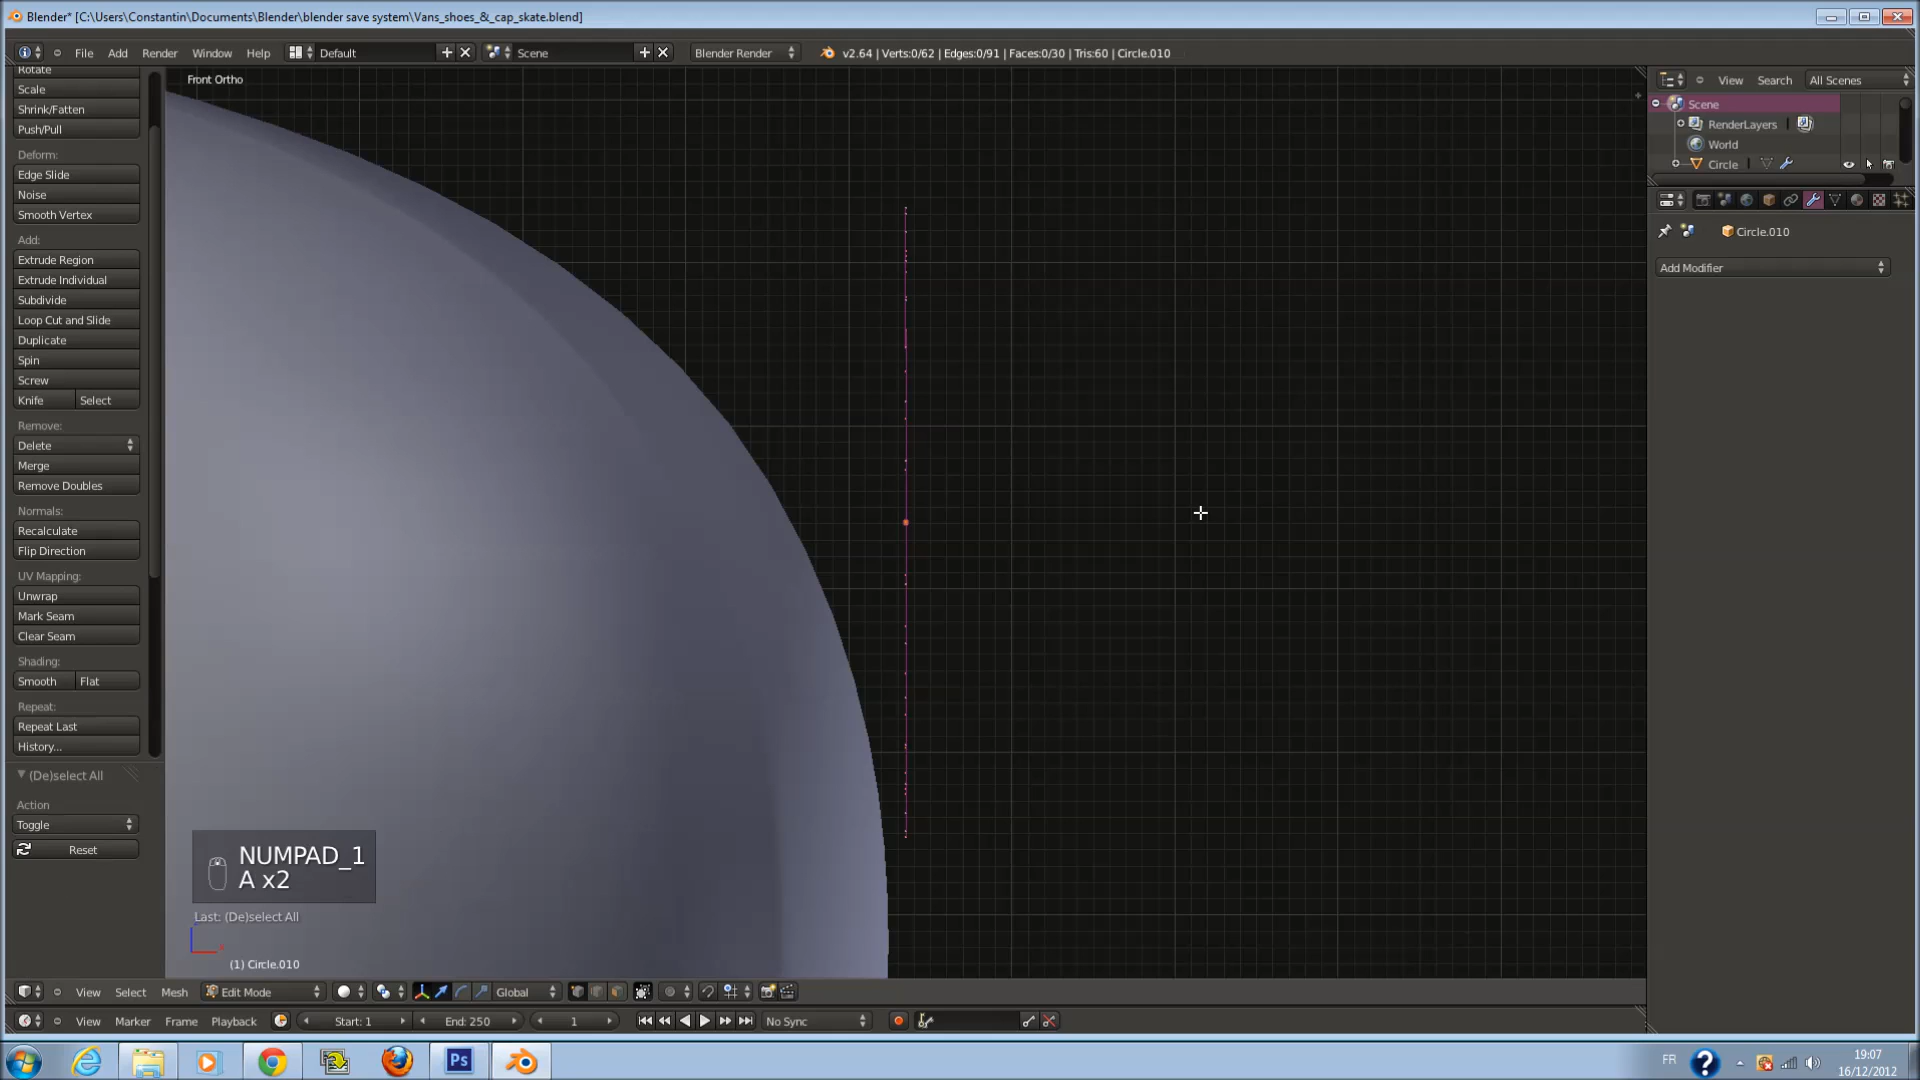 Blender* [C:\Users\Constantin\Documents\Blender\blender save system\Vans_shoes_&_cap_skate.blend]
File Add Render Window Help Default Scene Blender Render v2.64 | Verts:0/62 | Edges:0/91 | Faces:0/30 | Tris:60 | Circle.010
Rotate
Scale
Shrink/Fatten
Push/Pull
Deform:
Edge Slide
Noise
Smooth Vertex
Add:
Extrude Region
Extrude Individual
Subdivide
Loop Cut and Slide
Duplicate
Spin
Screw
Knife Select
Remove:
Delete
Merge
Remove Doubles
Normals:
Recalculate
Flip Direction
UV Mapping:
Unwrap
Mark Seam
Clear Seam
Shading:
Smooth Flat
Repeat:
Repeat Last
History...
(De)select All
Action
Toggle
Reset
Front Ortho
NUMPAD_1
A x2
Last: (De)select All
(1) Circle.010
View Search All Scenes
Scene
RenderLayers
World
Circle
Circle.010
Add Modifier
View Select Mesh Edit Mode Global
View Marker Frame Playback Start: 1 End: 250 1 No Sync
Ps
FR
19:07
16/12/2012